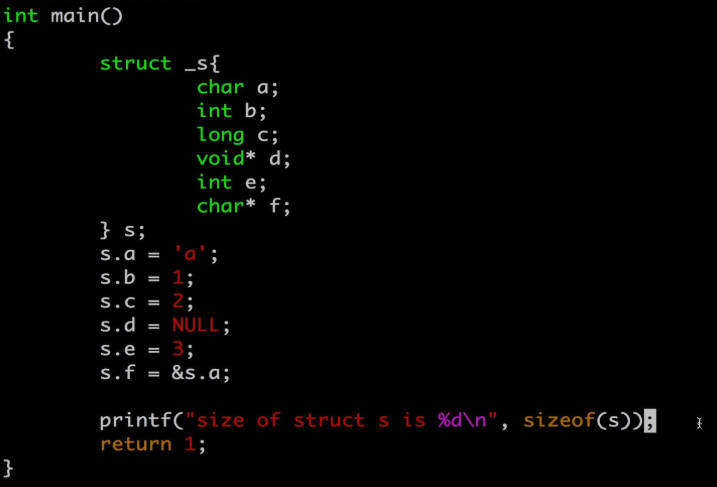 int main()
{
struct _s{
char a;
int b;
long c;
void* d;
int e;
char* f;
} s;
s.a = 'a';
s.b = 1;
s.c = 2;
s.d = NULL;
s.e = 3;
s.f = &s.a;
printf("size of struct s is %d\n", sizeof(s));
return 1;
}